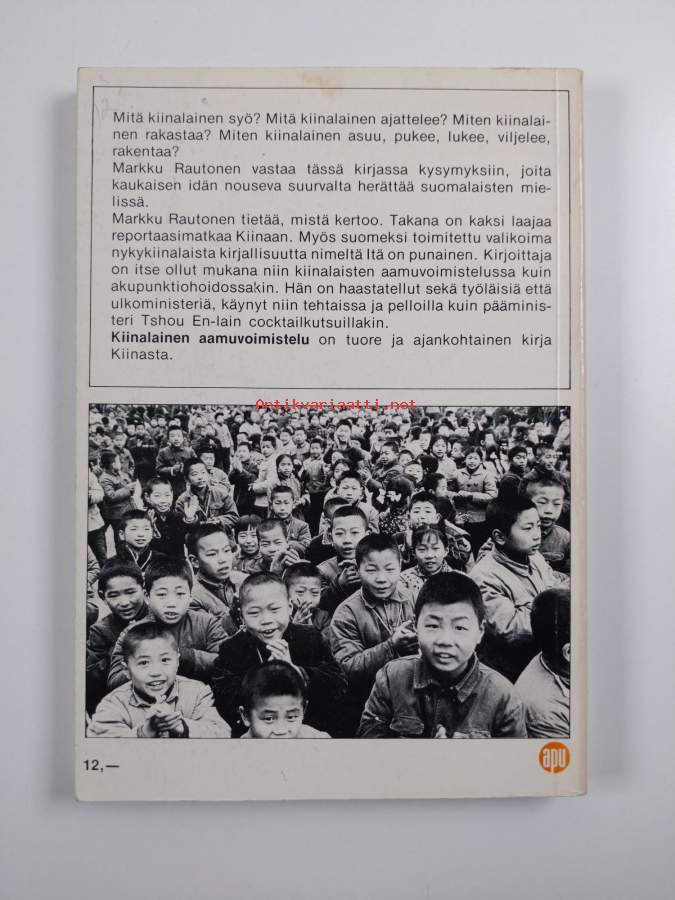 Mitä kiinalainen syö? Mitä kiinalainen ajattelee? Miten kiinalai-
nen rakastaa? Miten kiinalainen asuu, pukee, lukee, viljelee,
rakentaa?
Markku Rautonen vastaa tässä kirjassa kysymyksiin, joita
kaukaisen idän nouseva suurvalta herättää suomalaisten mie-
lissä.
Markku Rautonen tietää, mistä kertoo. Takana on kaksi laajaa
reportaasimatkaa Kiinaan. Myös suomeksi toimitettu valikoima
nykykiinalaista kirjallisuutta nimeltä Itä on punainen. Kirjoittaja
on itse ollut mukana niin kiinalaisten aamuvoimistelussa kuin
akupunktiohoidossakin. Hän on haastatellut sekä työläisiä että
ulkoministeriä, käynyt niin tehtaissa ja pelloilla kuin pääminis-
teri Tshou En-lain cocktailkutsuillakin.
Kiinalainen aamuvoimistelu on tuore ja ajankohtainen kirja
Kiinasta.
Antikvariaatti.net
12,—
apu